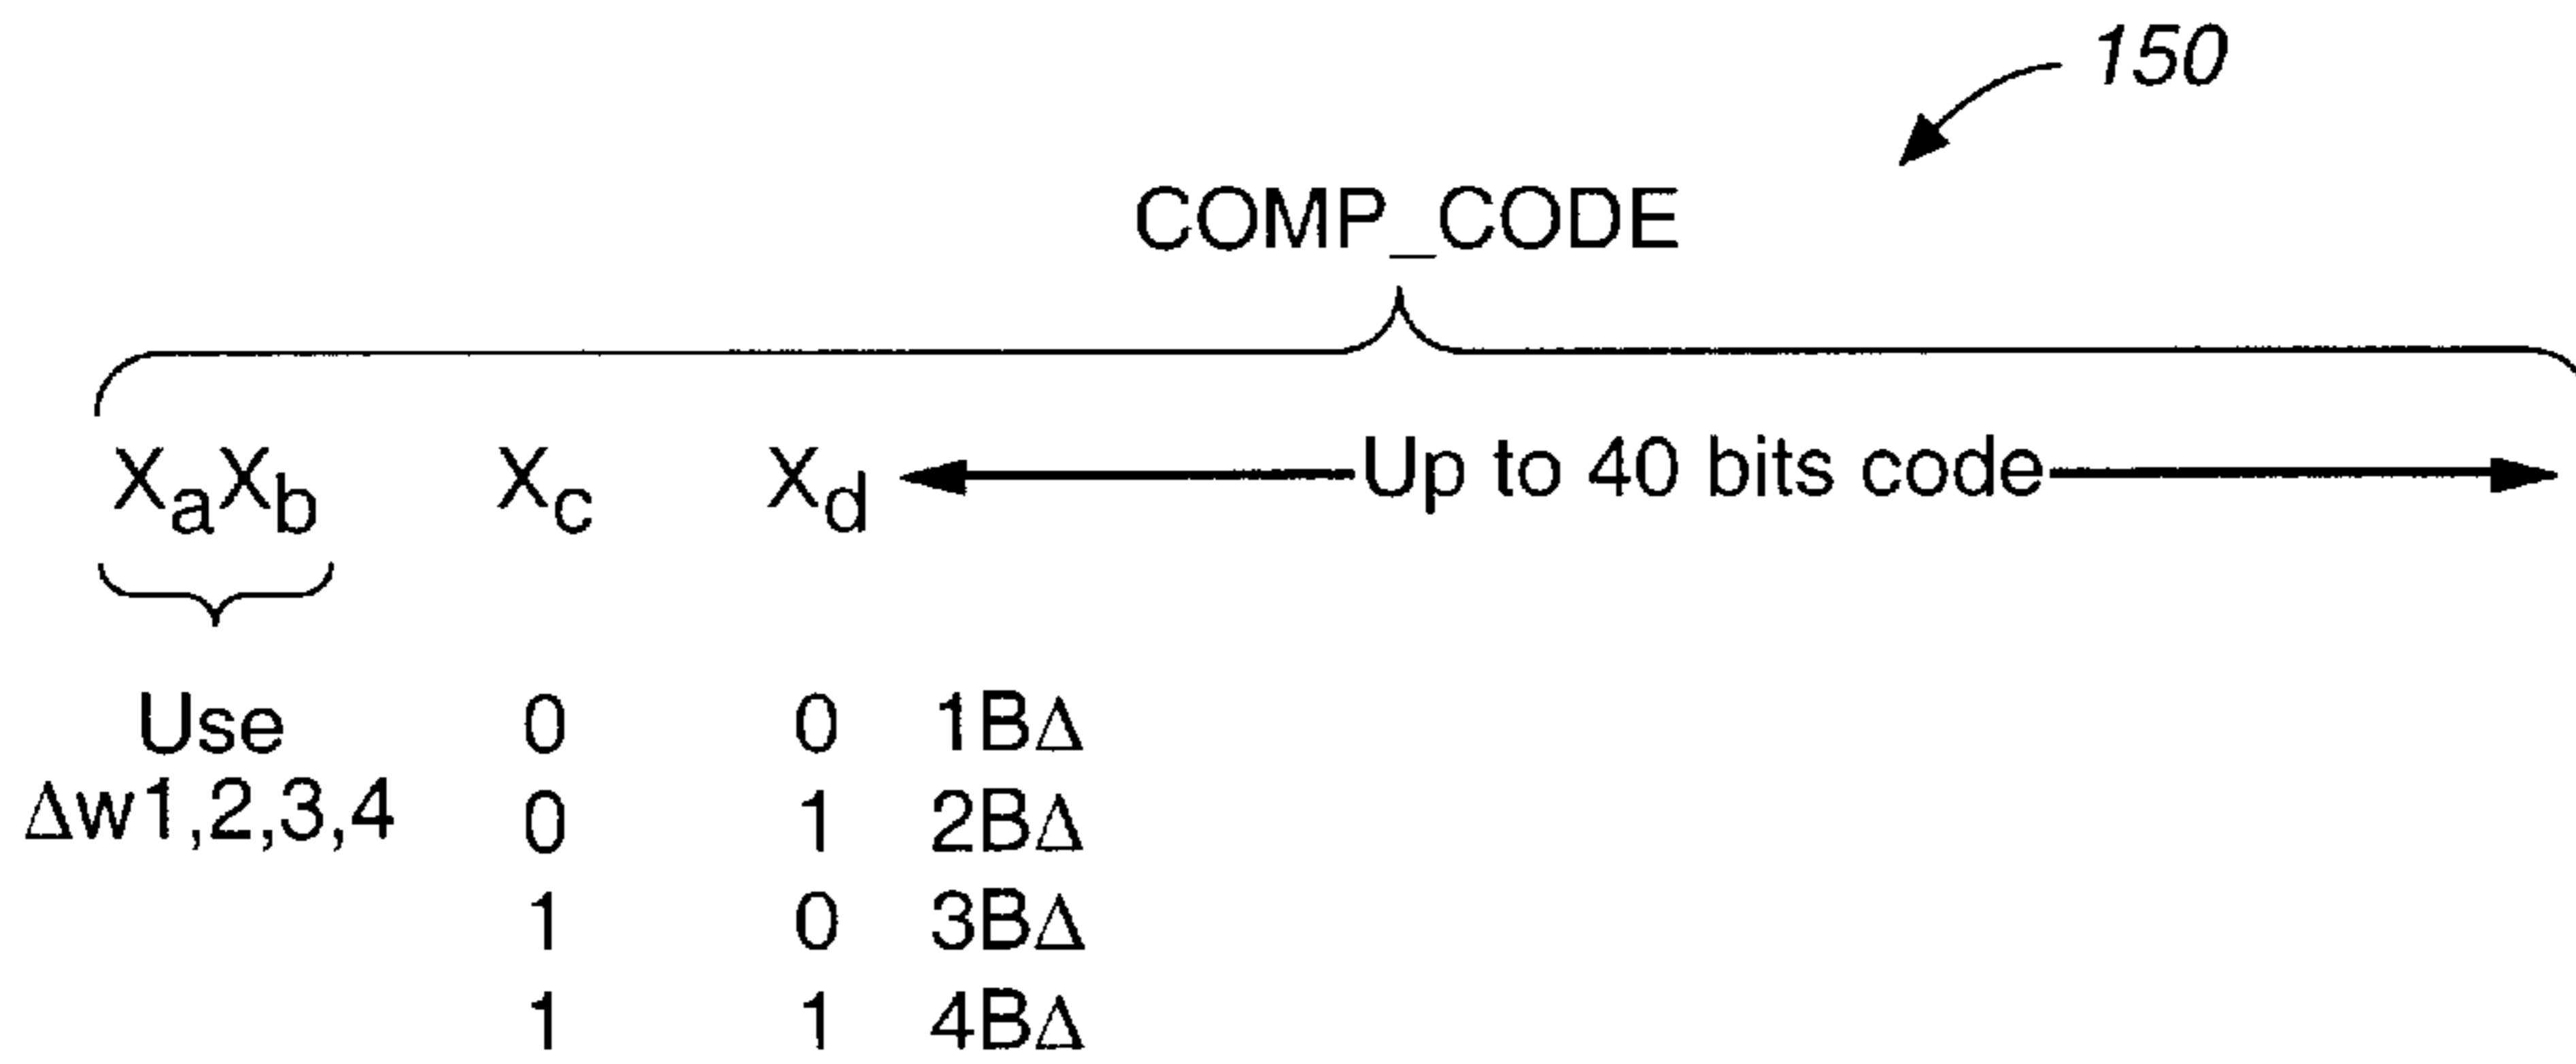 150
COMP_CODE
XaXb Xc Xd Up to 40 bits code
Use 0 0 1BΔ
Δw1,2,3,4 0 1 2BΔ
1 0 3BΔ
1 1 4BΔ